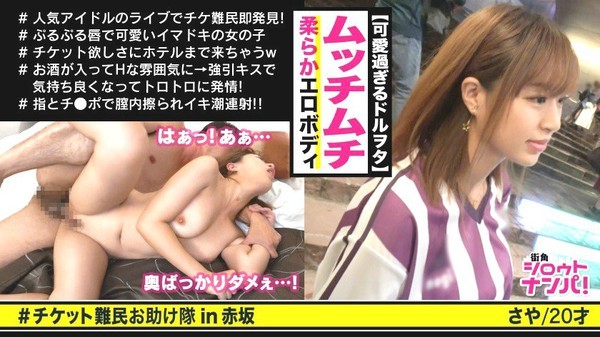 # 人気アイドルのライブでチケ難民即発見!
# ぷるぷる唇で可愛いイマドキの女の子
# チケット欲しさにホテルまで来ちゃうw
# お酒が入ってHな雰囲気に→強引キスで
気持ち良くなってトロトロに発情!
# 指とチ●ポで膣内擦られイキ潮連射!!
【可愛過ぎるドルヲタ】
ムッチムチ
柔らかエロボディ
はぁっ!あぁ…
奥ばっかりダメぇ…!
街角
シロウト
ナンパ!
#チケット難民お助け隊 in 赤坂
さや/20才